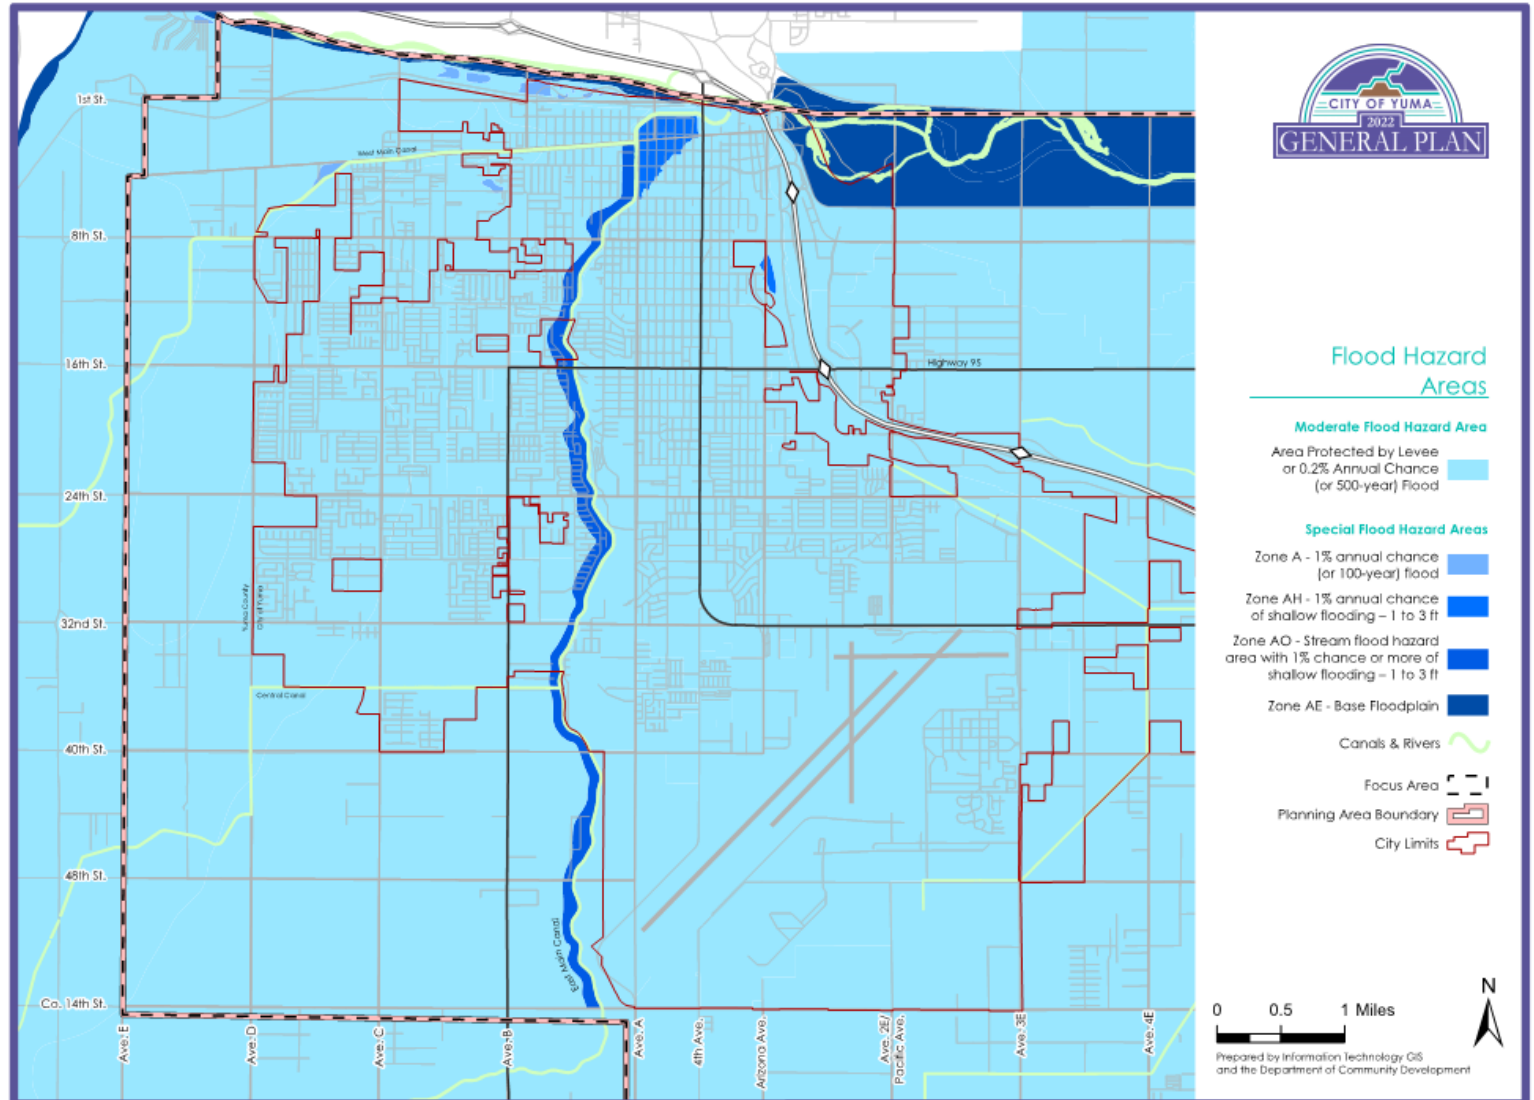 CITY OF YUMA
2022
GENERAL PLAN
Flood Hazard
Areas
Moderate Flood Hazard Area
Area Protected by Levee
or 0.2% Annual Chance
(or 500-year) Flood
Special Flood Hazard Areas
Zone A - 1% annual chance
(or 100-year) flood
Zone AH - 1% annual chance
of shallow flooding – 1 to 3 ft
Zone AO - Stream flood hazard
area with 1% chance or more of
shallow flooding – 1 to 3 ft
Zone AE - Base Floodplain
Canals & Rivers
Focus Area
Planning Area Boundary
City Limits
N
0 0.5 1 Miles
Prepared by Information Technology GIS
and the Department of Community Development
1st St.
West Main Canal
8th St.
16th St.
Highway 95
24th St.
Yuma County
City of Yuma
32nd St.
Central Canal
40th St.
48th St.
East Main Canal
Co. 14th St.
Ave. E
Ave. D
Ave. C
Ave. B
Ave. A
4th Ave.
Arizona Ave.
Ave. 2E/
Pacific Ave.
Ave. 3E
Ave. 4E